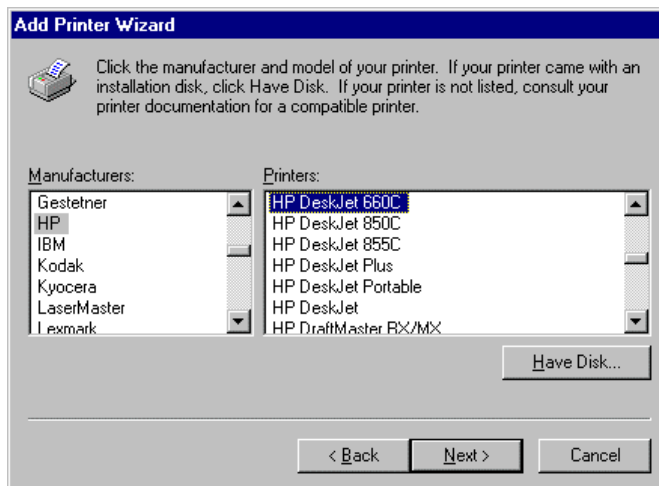 Add Printer Wizard
Click the manufacturer and model of your printer. If your printer came with an
installation disk, click Have Disk. If your printer is not listed, consult your
printer documentation for a compatible printer.
Manufacturers:
Gestetner
HP
IBM
Kodak
Kyocera
LaserMaster
Lexmark
Printers:
HP DeskJet 660C
HP DeskJet 850C
HP DeskJet 855C
HP DeskJet Plus
HP DeskJet Portable
HP DeskJet
HP DraftMaster RX/MX
Have Disk...
< Back
Next >
Cancel